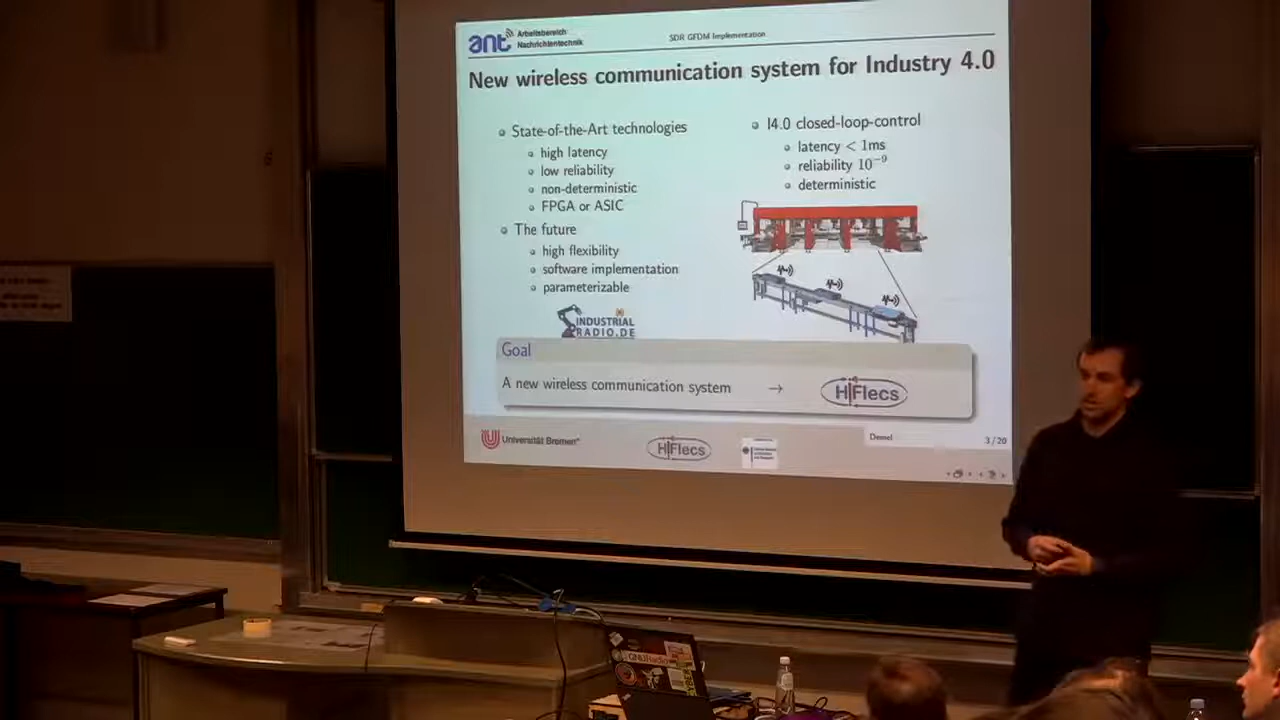 ant
Arbeitsbereich
Nachrichtentechnik
SDR GFDM Implementation
New wireless communication system for Industry 4.0
State-of-the-Art technologies
high latency
low reliability
non-deterministic
FPGA or ASIC
The future
high flexibility
software implementation
parameterizable
INDUSTRIAL
RADIO.DE
I4.0 closed-loop-control
latency < 1ms
reliability 10⁻⁹
deterministic
Goal
A new wireless communication system → HiFlecs
Universität Bremen
HiFlecs
Demel
3 / 20
GNURadio